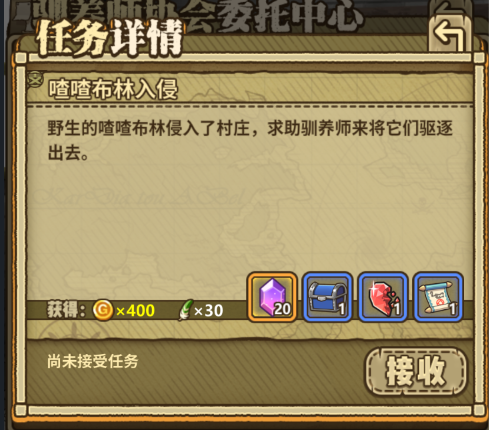 驯养师协会委托中心
任务详情
喳喳布林入侵
野生的喳喳布林侵入了村庄，求助驯养师来将它们驱逐
出去。
获得：G×400 ×30 20 1 1 1
尚未接受任务
接收